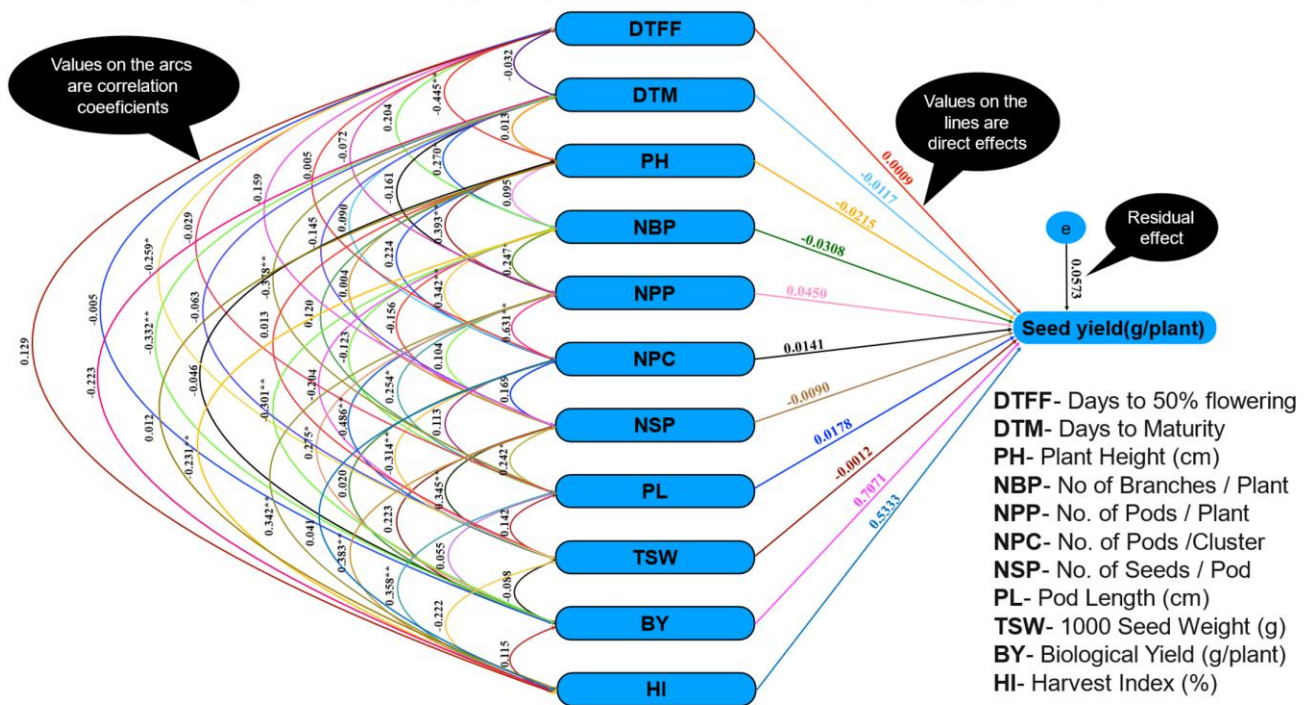 Values on the arcs
are correlation
coeeficients
DTFF
DTM
PH
NBP
NPP
NPC
NSP
PL
TSW
BY
HI
-0.032
-0.445**
0.013
0.204
0.270*
0.095
-0.072
-0.161
0.393**
0.247*
0.005
0.090
0.224
0.342**
0.631**
-0.159
-0.145
0.004
-0.156
0.104
0.169
-0.029
-0.378**
0.120
-0.123
0.254*
0.113
0.242*
-0.259*
-0.063
0.013
-0.204
-0.486**
-0.314**
0.345**
0.142
-0.005
-0.332**
-0.046
-0.301**
0.275*
0.020
0.223
0.055
-0.088
0.129
-0.223
0.012
-0.231**
0.342**
0.041
0.383**
0.358**
-0.222
0.115
Values on the
lines are
direct effects
0.0009
-0.0117
-0.0215
-0.0308
0.0450
0.0141
-0.0090
0.0178
-0.0012
0.7071
0.5333
e
Residual
effect
0.0573
Seed yield(g/plant)
DTFF- Days to 50% flowering
DTM- Days to Maturity
PH- Plant Height (cm)
NBP- No of Branches / Plant
NPP- No. of Pods / Plant
NPC- No. of Pods /Cluster
NSP- No. of Seeds / Pod
PL- Pod Length (cm)
TSW- 1000 Seed Weight (g)
BY- Biological Yield (g/plant)
HI- Harvest Index (%)